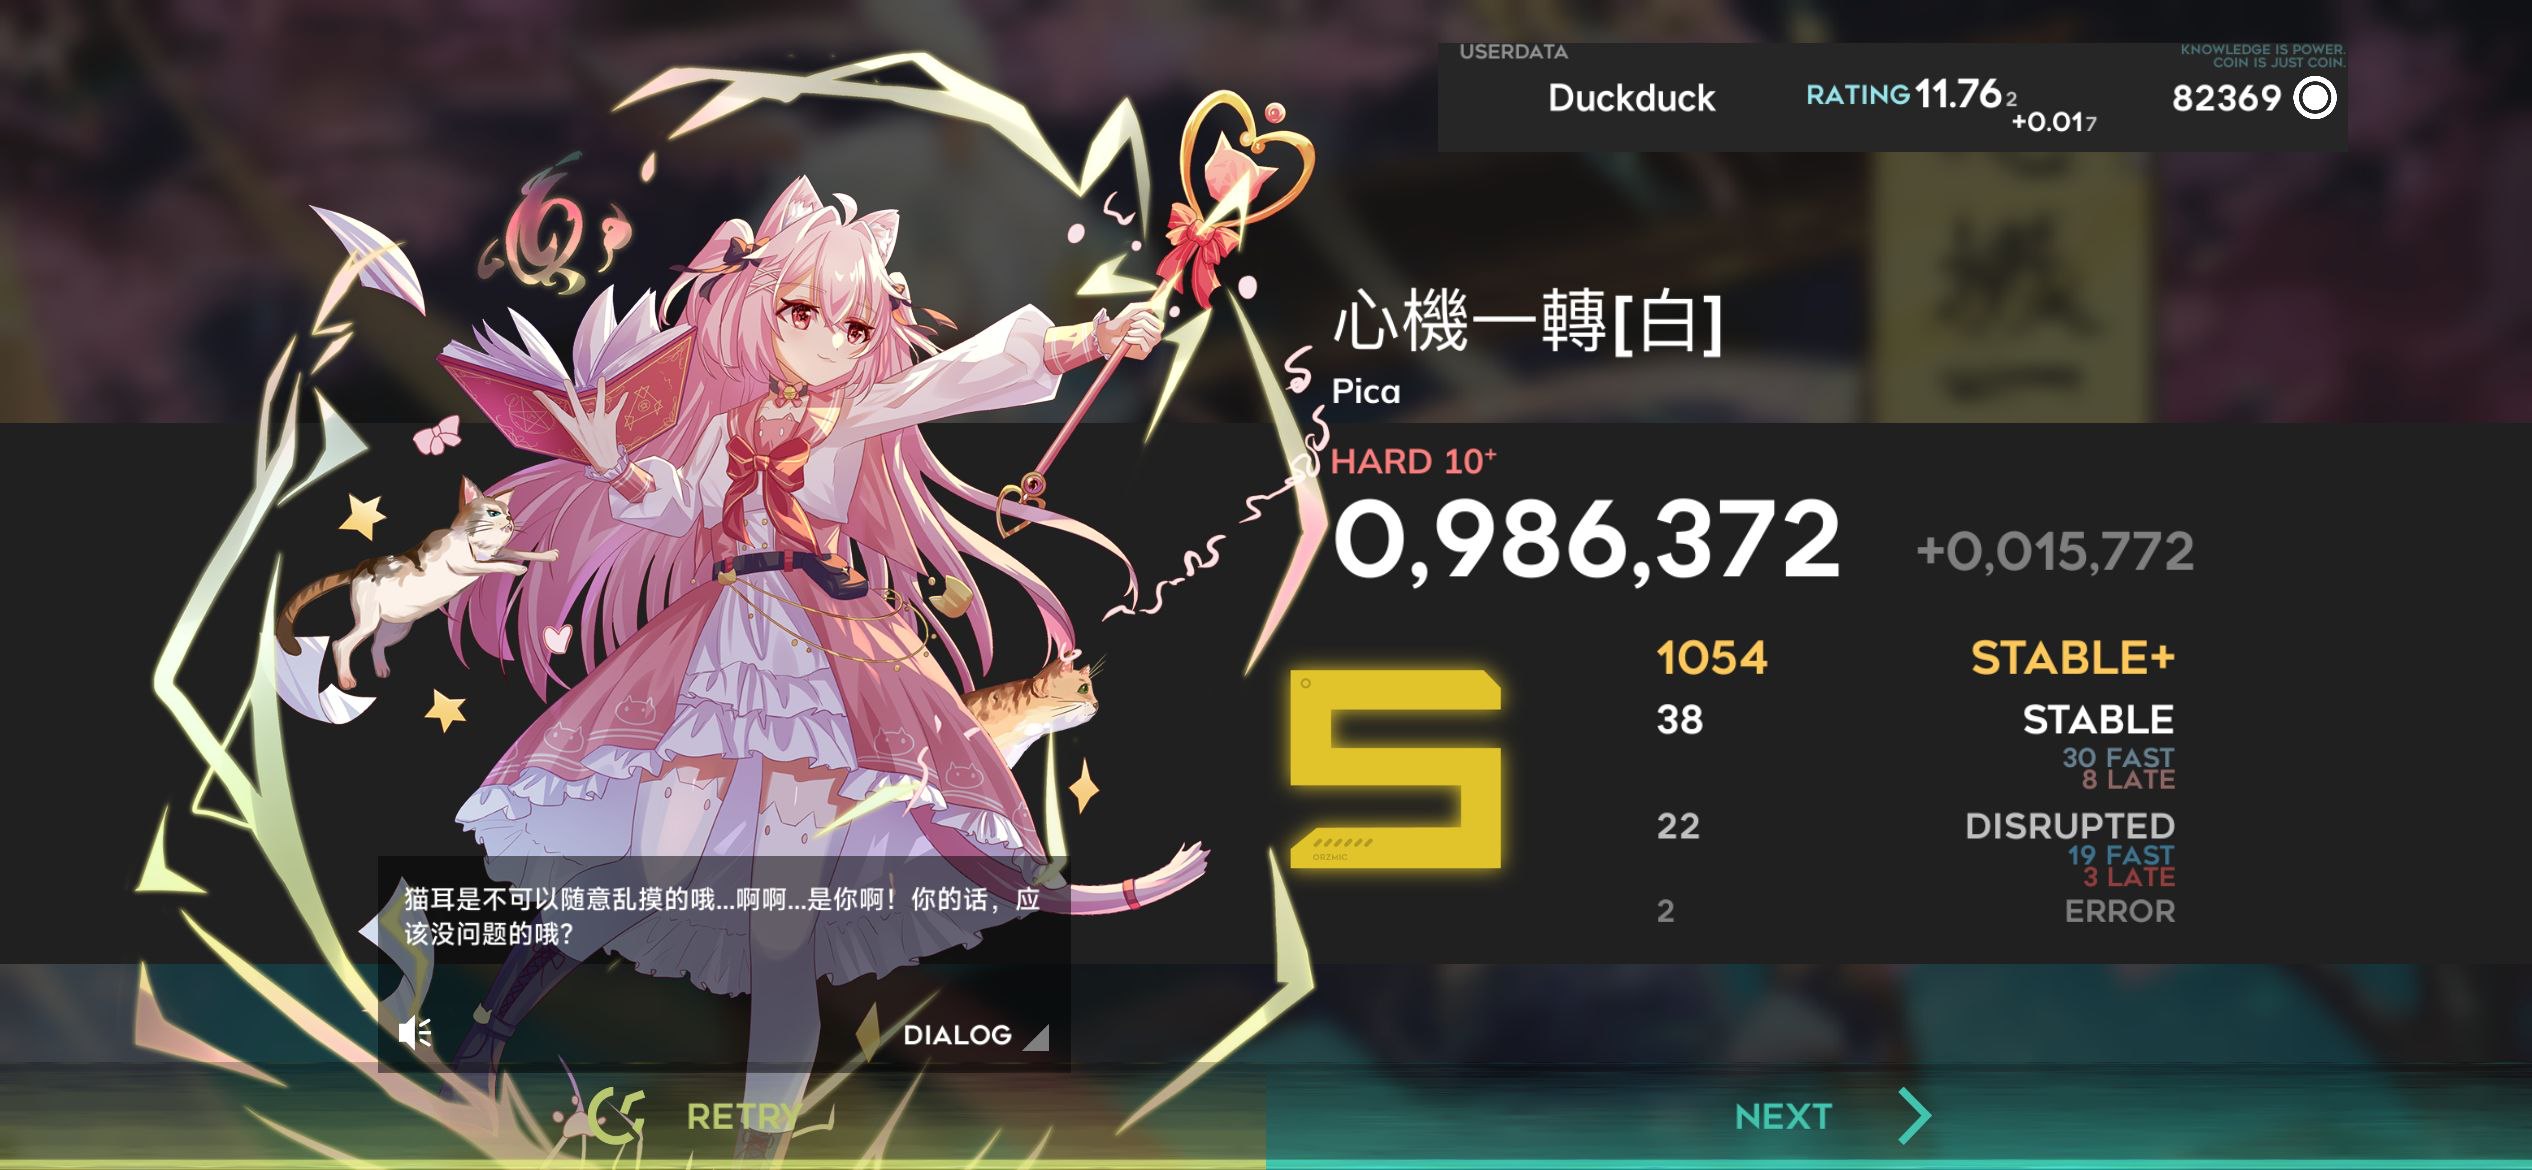 USERDATA
KNOWLEDGE IS POWER.
COIN IS JUST COIN.
Duckduck
RATING 11.762
+0.017
82369
心機一轉[白]
Pica
HARD 10+
0,986,372
+0,015,772
1054 STABLE+
38 STABLE
30 FAST
8 LATE
22 DISRUPTED
19 FAST
3 LATE
2 ERROR
S
ORZMIC
猫耳是不可以随意乱摸的哦...啊啊...是你啊！你的话，应
该没问题的哦?
DIALOG
RETRY
NEXT